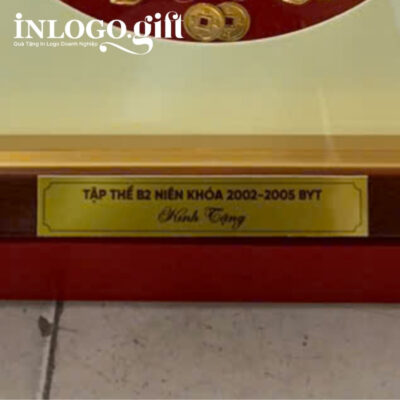 INLOGO.gift
Quà Tặng In Logo Doanh Nghiệp
TẬP THỂ B2 NIÊN KHÓA 2002-2005 BYT
Kính Tặng